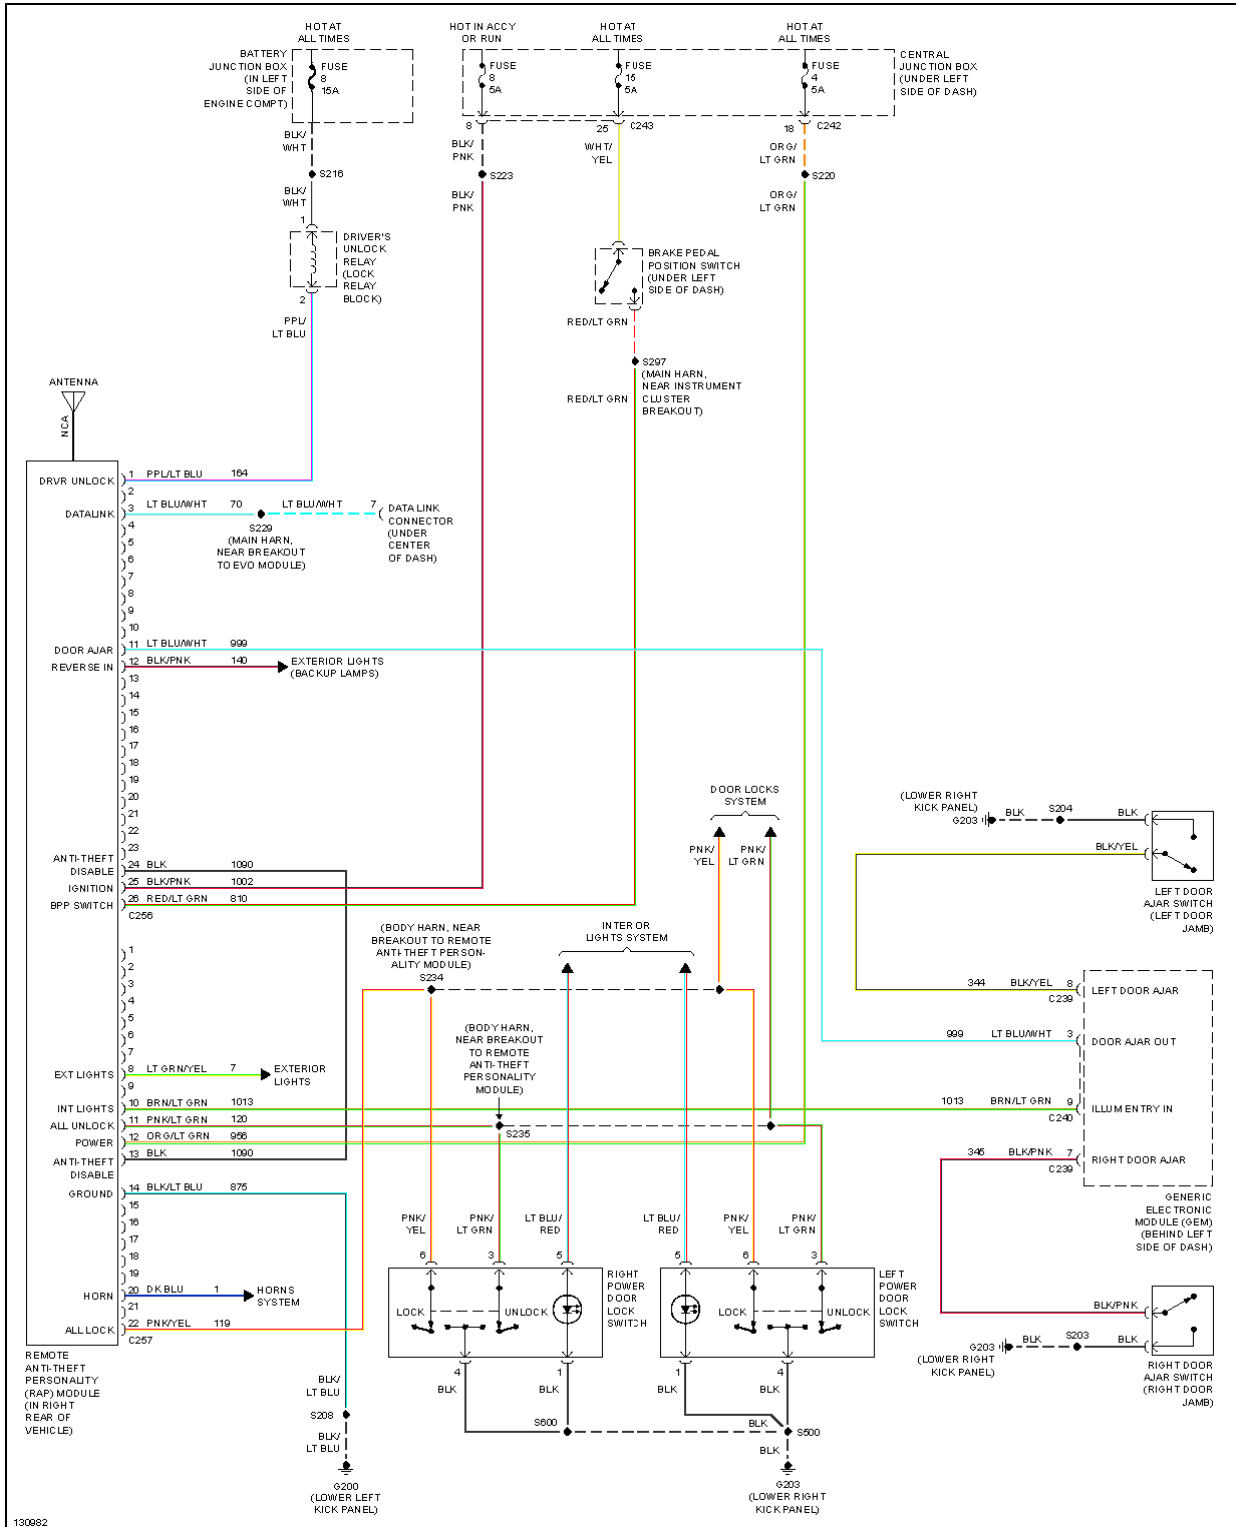 HOT AT
ALL TIMES
HOT IN ACCY
OR RUN
HOT AT
ALL TIMES
HOT AT
ALL TIMES
BATTERY
JUNCTION BOX
(IN LEFT
SIDE OF
ENGINE COMPT)
FUSE
8
15A
FUSE
8
5A
FUSE
15
5A
FUSE
4
5A
CENTRAL
JUNCTION BOX
(UNDER LEFT
SIDE OF DASH)
8
25
C243
18
C242
BLK/
WHT
BLK/
PNK
WHT/
YEL
ORG/
LT GRN
S216
S223
S220
BLK/
WHT
BLK/
PNK
ORG/
LT GRN
1
DRIVER'S
UNLOCK
RELAY
(LOCK
RELAY
BLOCK)
2
BRAKE PEDAL
POSITION SWITCH
(UNDER LEFT
SIDE OF DASH)
PPL/
LT BLU
RED/LT GRN
S297
(MAIN HARN,
NEAR INSTRUMENT
CLUSTER
BREAKOUT)
RED/LT GRN
ANTENNA
NCA
DRVR UNLOCK
1
PPL/LT BLU
164
2
DATALINK
3
LT BLU/WHT
70
LT BLU/WHT
7
DATA LINK
CONNECTOR
(UNDER
CENTER
OF DASH)
S229
(MAIN HARN,
NEAR BREAKOUT
TO EVO MODULE)
4
5
6
7
8
9
10
DOOR AJAR
11
LT BLU/WHT
999
REVERSE IN
12
BLK/PNK
140
EXTERIOR LIGHTS
(BACKUP LAMPS)
13
14
15
16
17
18
19
20
21
22
23
ANTI-THEFT
DISABLE
24
BLK
1090
IGNITION
25
BLK/PNK
1002
BPP SWITCH
26
RED/LT GRN
810
C256
DOOR LOCKS
SYSTEM
PNK/
YEL
PNK/
LT GRN
(LOWER RIGHT
KICK PANEL)
G203
BLK
S204
BLK
BLK/YEL
LEFT DOOR
AJAR SWITCH
(LEFT DOOR
JAMB)
(BODY HARN, NEAR
BREAKOUT TO REMOTE
ANTI-THEFT PERSON-
ALITY MODULE)
S234
INTERIOR
LIGHTS SYSTEM
1
2
3
4
5
6
7
EXT LIGHTS
8
LT GRN/YEL
7
EXTERIOR
LIGHTS
9
INT LIGHTS
10
BRN/LT GRN
1013
ALL UNLOCK
11
PNK/LT GRN
120
POWER
12
ORG/LT GRN
956
ANTI-THEFT
DISABLE
13
BLK
1090
GROUND
14
BLK/LT BLU
875
15
16
17
18
19
HORN
20
DK BLU
1
HORNS
SYSTEM
21
ALL LOCK
22
PNK/YEL
119
C257
(BODY HARN,
NEAR BREAKOUT
TO REMOTE
ANTI-THEFT
PERSONALITY
MODULE)
S235
344
BLK/YEL
8
C239
LEFT DOOR AJAR
999
LT BLU/WHT
3
DOOR AJAR OUT
1013
BRN/LT GRN
9
C240
ILLUM ENTRY IN
345
BLK/PNK
7
C239
RIGHT DOOR AJAR
GENERIC
ELECTRONIC
MODULE (GEM)
(BEHIND LEFT
SIDE OF DASH)
PNK/
YEL
PNK/
LT GRN
LT BLU/
RED
LT BLU/
RED
PNK/
YEL
PNK/
LT GRN
6
3
5
5
6
3
LOCK
UNLOCK
RIGHT
POWER
DOOR
LOCK
SWITCH
LOCK
UNLOCK
LEFT
POWER
DOOR
LOCK
SWITCH
4
1
1
4
BLK
BLK
BLK
BLK
S600
BLK
S500
BLK
G203
(LOWER RIGHT
KICK PANEL)
BLK/PNK
G203
(LOWER RIGHT
KICK PANEL)
BLK
S203
BLK
RIGHT DOOR
AJAR SWITCH
(RIGHT DOOR
JAMB)
REMOTE
ANTI-THEFT
PERSONALITY
(RAP) MODULE
(IN RIGHT
REAR OF
VEHICLE)
BLK/
LT BLU
S208
BLK/
LT BLU
G200
(LOWER LEFT
KICK PANEL)
130982